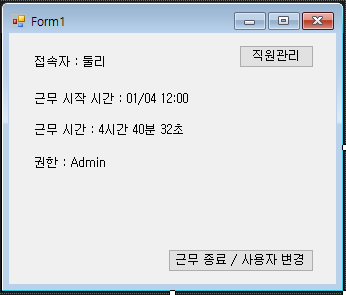 Form1
접속자 : 둘리
직원관리
근무 시작 시간 : 01/04 12:00
근무 시간 : 4시간 40분 32초
권한 : Admin
근무 종료 / 사용자 변경